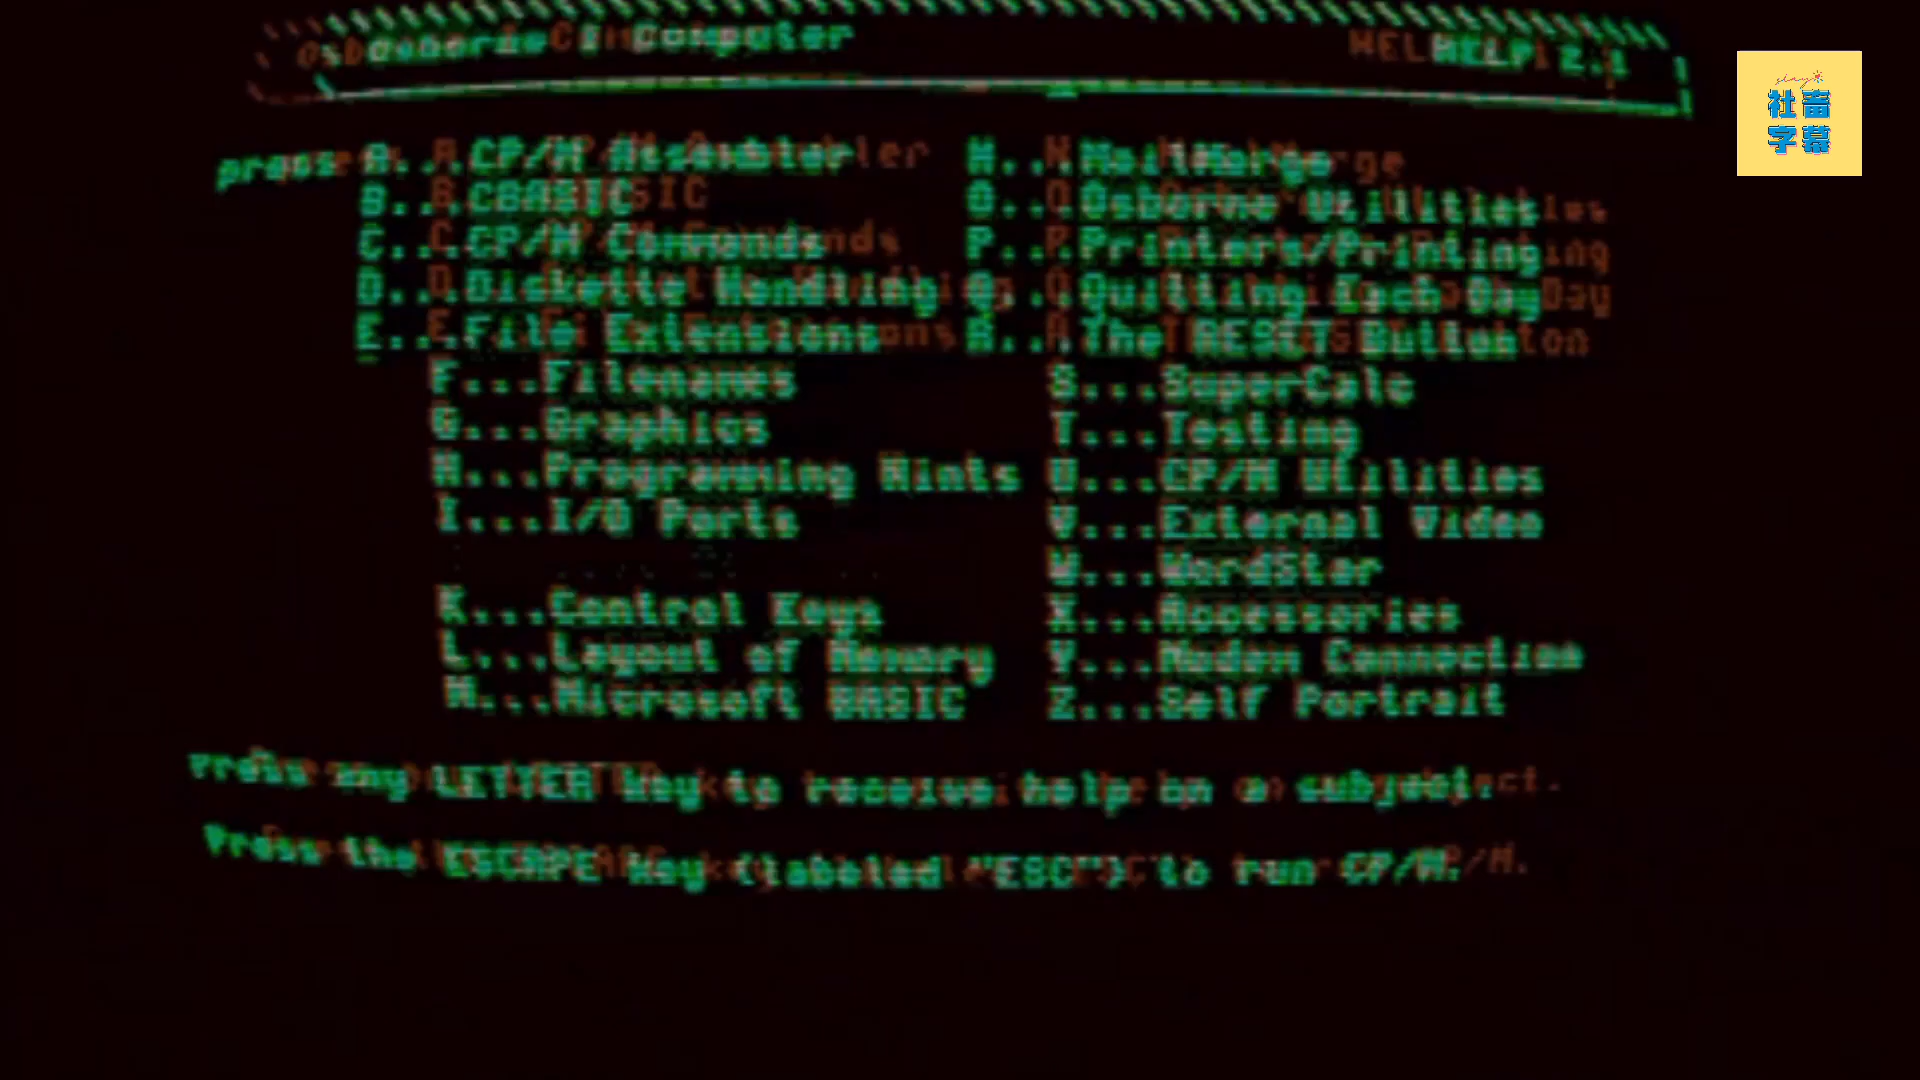 Osborne Computer HELP 2.1
press A...CP/M Assembler N...MailMerge
B...CBASIC O...Osborne Utilities
C...CP/M Commands P...Printers/Printing
D...Diskette Handling Q...Quitting Each Day
E...File Extentions R...The RESET Button
F...Filenames S...SuperCalc
G...Graphics T...Testing
H...Programming Hints U...CP/M Utilities
I...I/O Ports V...External Video
W...WordStar
K...Control Keys X...Accessories
L...Layout of Memory Y...Modem Connection
M...Microsoft BASIC Z...Self Portrait
Press any LETTER key to receive help on a subject.
Press the ESCAPE key (labeled "ESC") to run CP/M.
社畜
字幕